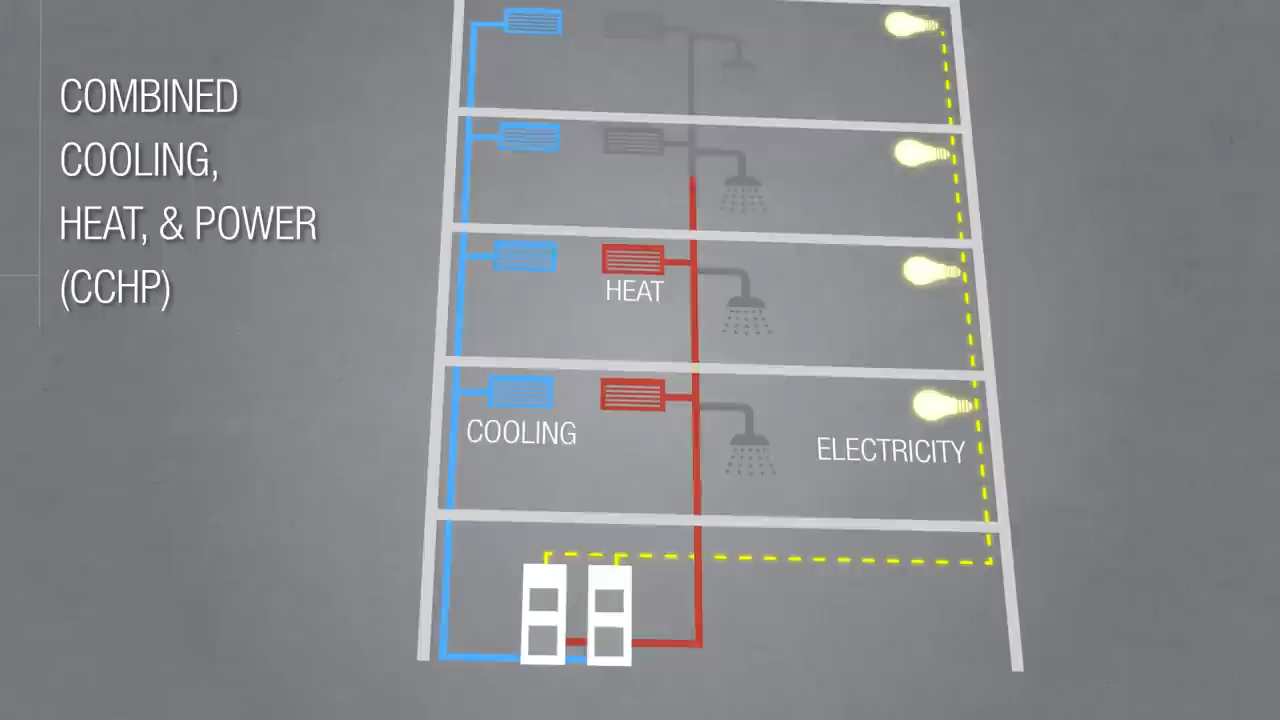 COMBINED
COOLING,
HEAT, & POWER
(CCHP)
HEAT
COOLING
ELECTRICITY